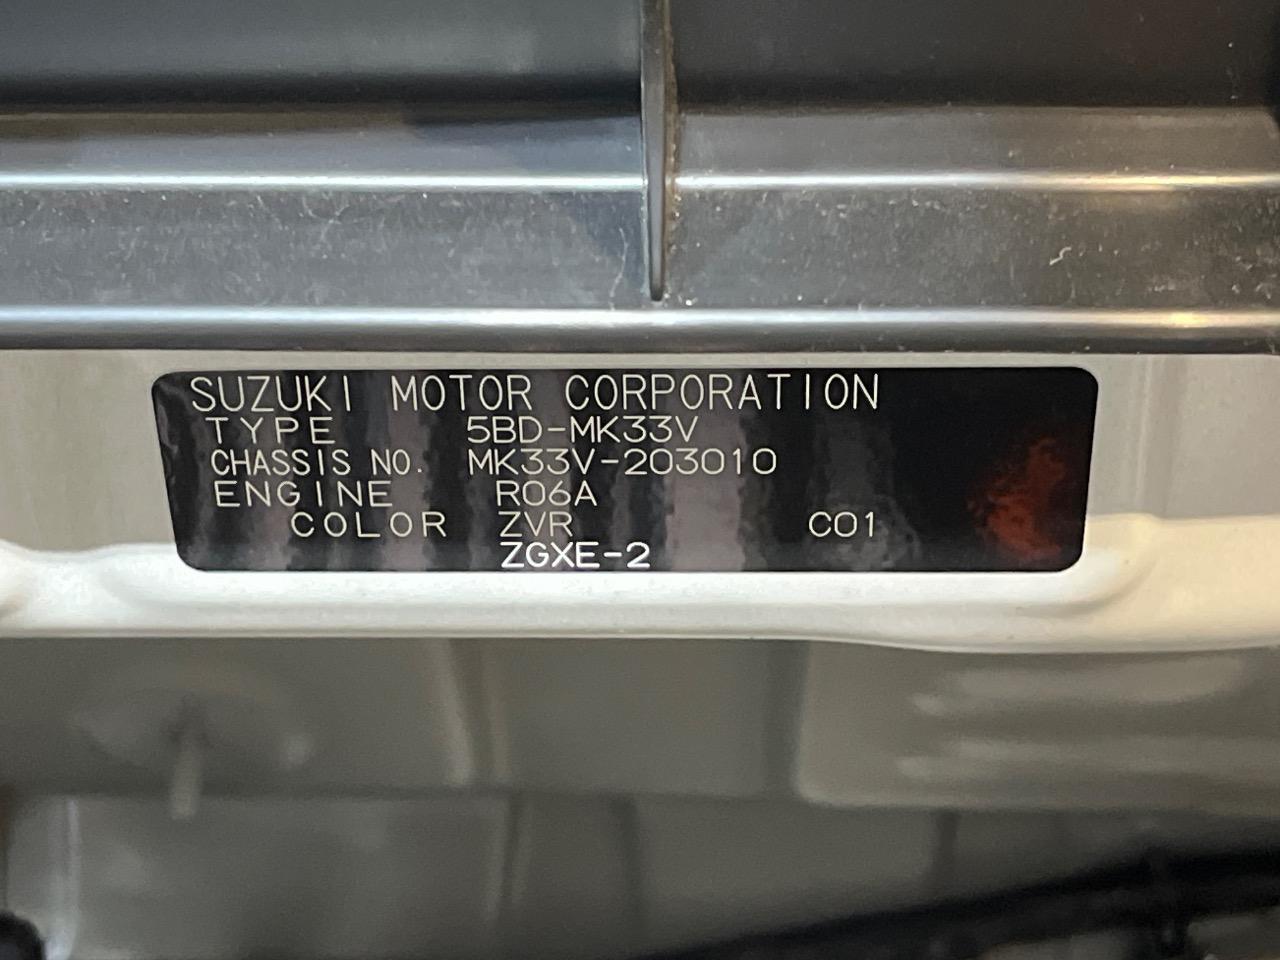 SUZUKI MOTOR CORPORATION
TYPE 5BD-MK33V
CHASSIS NO. MK33V-203010
ENGINE R06A
COLOR ZVR C01
ZGXE-2